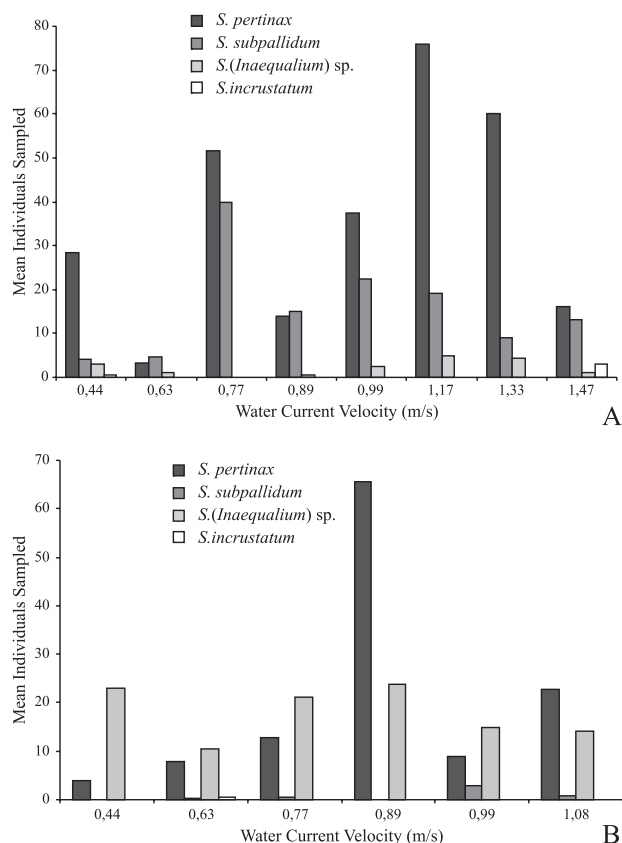 S. pertinax
S. subpallidum
S.(Inaequalium) sp.
S.incrustatum
80
70
60
50
40
30
20
10
0
Mean Individuals Sampled
0,44 0,63 0,77 0,89 0,99 1,17 1,33 1,47
Water Current Velocity (m/s)
A
S. pertinax
S. subpallidum
S.(Inaequalium) sp.
S.incrustatum
70
60
50
40
30
20
10
0
Mean Individuals Sampled
0,44 0,63 0,77 0,89 0,99 1,08
Water Current Velocity (m/s)
B